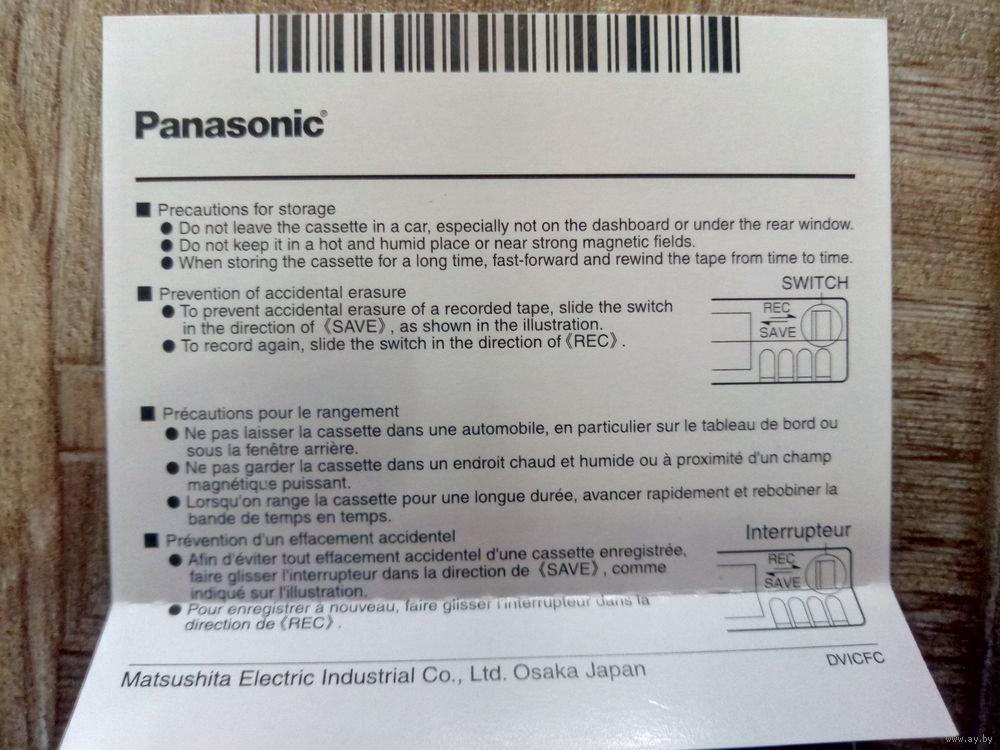 Panasonic®
■ Precautions for storage
● Do not leave the cassette in a car, especially not on the dashboard or under the rear window.
● Do not keep it in a hot and humid place or near strong magnetic fields.
● When storing the cassette for a long time, fast-forward and rewind the tape from time to time.
■ Prevention of accidental erasure
● To prevent accidental erasure of a recorded tape, slide the switch
in the direction of 《SAVE》, as shown in the illustration.
● To record again, slide the switch in the direction of 《REC》.
SWITCH
REC
SAVE
■ Précautions pour le rangement
● Ne pas laisser la cassette dans une automobile, en particulier sur le tableau de bord ou
sous la fenêtre arrière.
● Ne pas garder la cassette dans un endroit chaud et humide ou à proximité d'un champ
magnétique puissant.
● Lorsqu'on range la cassette pour une longue durée, avancer rapidement et rebobiner la
bande de temps en temps.
■ Prévention d'un effacement accidentel
● Afin d'éviter tout effacement accidentel d'une cassette enregistrée,
faire glisser l'interrupteur dans la direction de 《SAVE》, comme
indiqué sur l'illustration.
● Pour enregistrer à nouveau, faire glisser l'interrupteur dans la
direction de 《REC》.
Interrupteur
REC
SAVE
Matsushita Electric Industrial Co., Ltd. Osaka Japan
DVICFC
www.ay.by